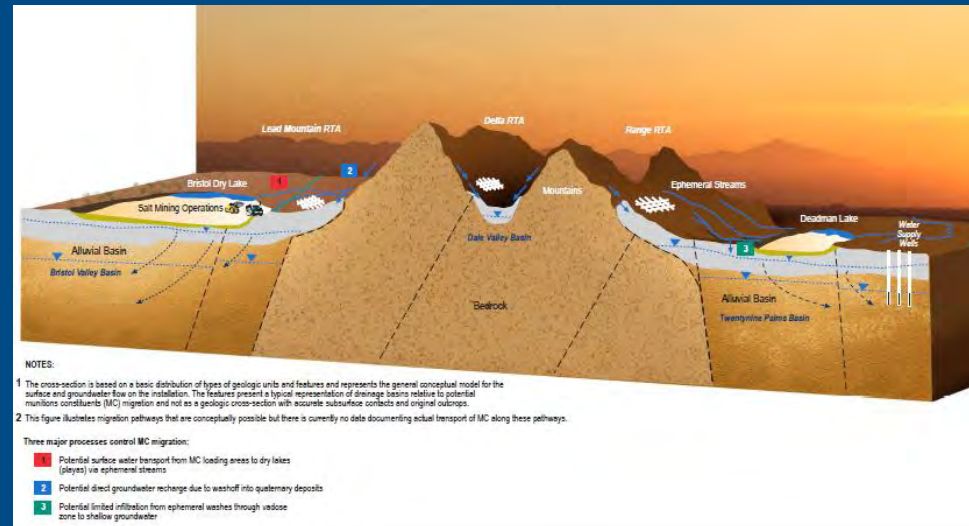 Lead Mountain RTA
Delta RTA
Range RTA
1
2
Bristol Dry Lake
Mountains
Ephemeral Streams
Salt Mining Operations
Deadman Lake
Water
Supply
Wells
Dale Valley Basin
3
Alluvial Basin
Bristol Valley Basin
Bedrock
Alluvial Basin
Twentynine Palms Basin
NOTES:
1 The cross-section is based on a basic distribution of types of geologic units and features and represents the general conceptual model for the
surface and groundwater flow on the installation. The features present a typical representation of drainage basins relative to potential
munitions constituents (MC) migration and not as a geologic cross-section with accurate subsurface contacts and original outcrops.
2 This figure illustrates migration pathways that are conceptually possible but there is currently no data documenting actual transport of MC along these pathways.
Three major processes control MC migration:
1 Potential surface water transport from MC loading areas to dry lakes
(playas) via ephemeral streams
2 Potential direct groundwater recharge due to washoff into quaternary deposits
3 Potential limited infiltration from ephemeral washes through vadose
zone to shallow groundwater